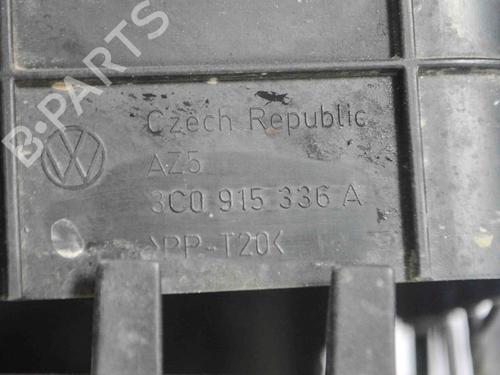 B-PARTS
Czech Republic
AZ5
3C0 915 336 A
>PP-T20<